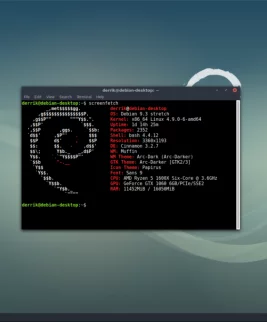 derrik@debian-desktop: ~
File Edit View Search Terminal Help
derrik@debian-desktop:~$ screenfetch
derrik@debian-desktop
OS: Debian 9.3 stretch
Kernel: x86_64 Linux 4.9.0-6-amd64
Uptime: 1d 14h 25m
Packages: 2352
Shell: bash 4.4.12
DE: Cinnamon 3.2.7
WM: Muffin
WM Theme: Arc-Dark (Arc-Darker)
GTK Theme: Arc-Darker [GTK2/3]
Icon Theme: Papirus
Font: Sans 9
CPU: AMD Ryzen 5 1600X Six-Core @ 3.6GHz
GPU: GeForce GTX 1060 6GB/PCIe/SSE2
RAM: 11452MiB / 16050MiB
derrik@debian-desktop:~$